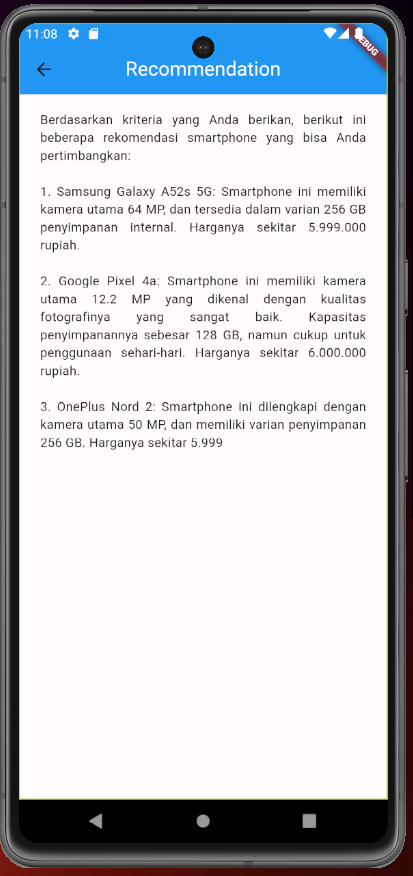 11:08
DEBUG
Recommendation
Berdasarkan kriteria yang Anda berikan, berikut ini
beberapa rekomendasi smartphone yang bisa Anda
pertimbangkan:
1. Samsung Galaxy A52s 5G: Smartphone ini memiliki
kamera utama 64 MP, dan tersedia dalam varian 256 GB
penyimpanan internal. Harganya sekitar 5.999.000
rupiah.
2. Google Pixel 4a: Smartphone ini memiliki kamera
utama 12.2 MP yang dikenal dengan kualitas
fotografinya yang sangat baik. Kapasitas
penyimpanannya sebesar 128 GB, namun cukup untuk
penggunaan sehari-hari. Harganya sekitar 6.000.000
rupiah.
3. OnePlus Nord 2: Smartphone ini dilengkapi dengan
kamera utama 50 MP, dan memiliki varian penyimpanan
256 GB. Harganya sekitar 5.999